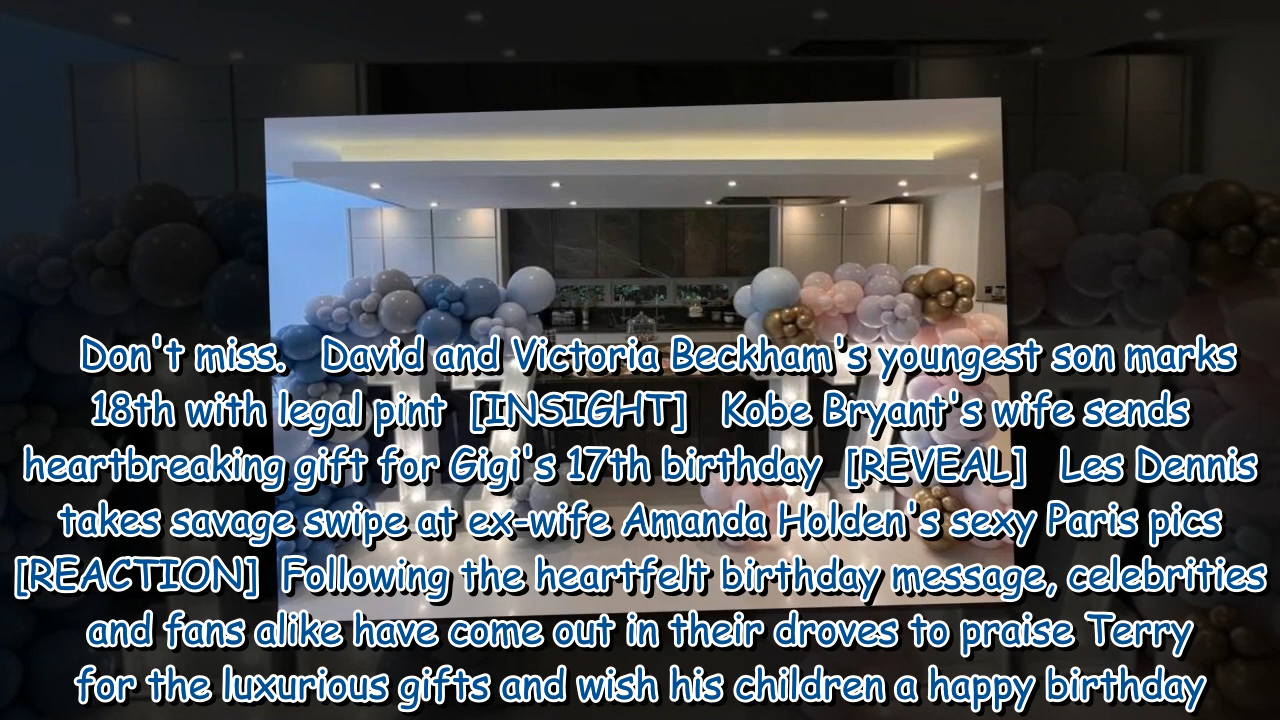 Don't miss.   David and Victoria Beckham's youngest son marks
18th with legal pint  [INSIGHT]   Kobe Bryant's wife sends
heartbreaking gift for Gigi's 17th birthday  [REVEAL]   Les Dennis
takes savage swipe at ex-wife Amanda Holden's sexy Paris pics
[REACTION]  Following the heartfelt birthday message, celebrities
and fans alike have come out in their droves to praise Terry
for the luxurious gifts and wish his children a happy birthday